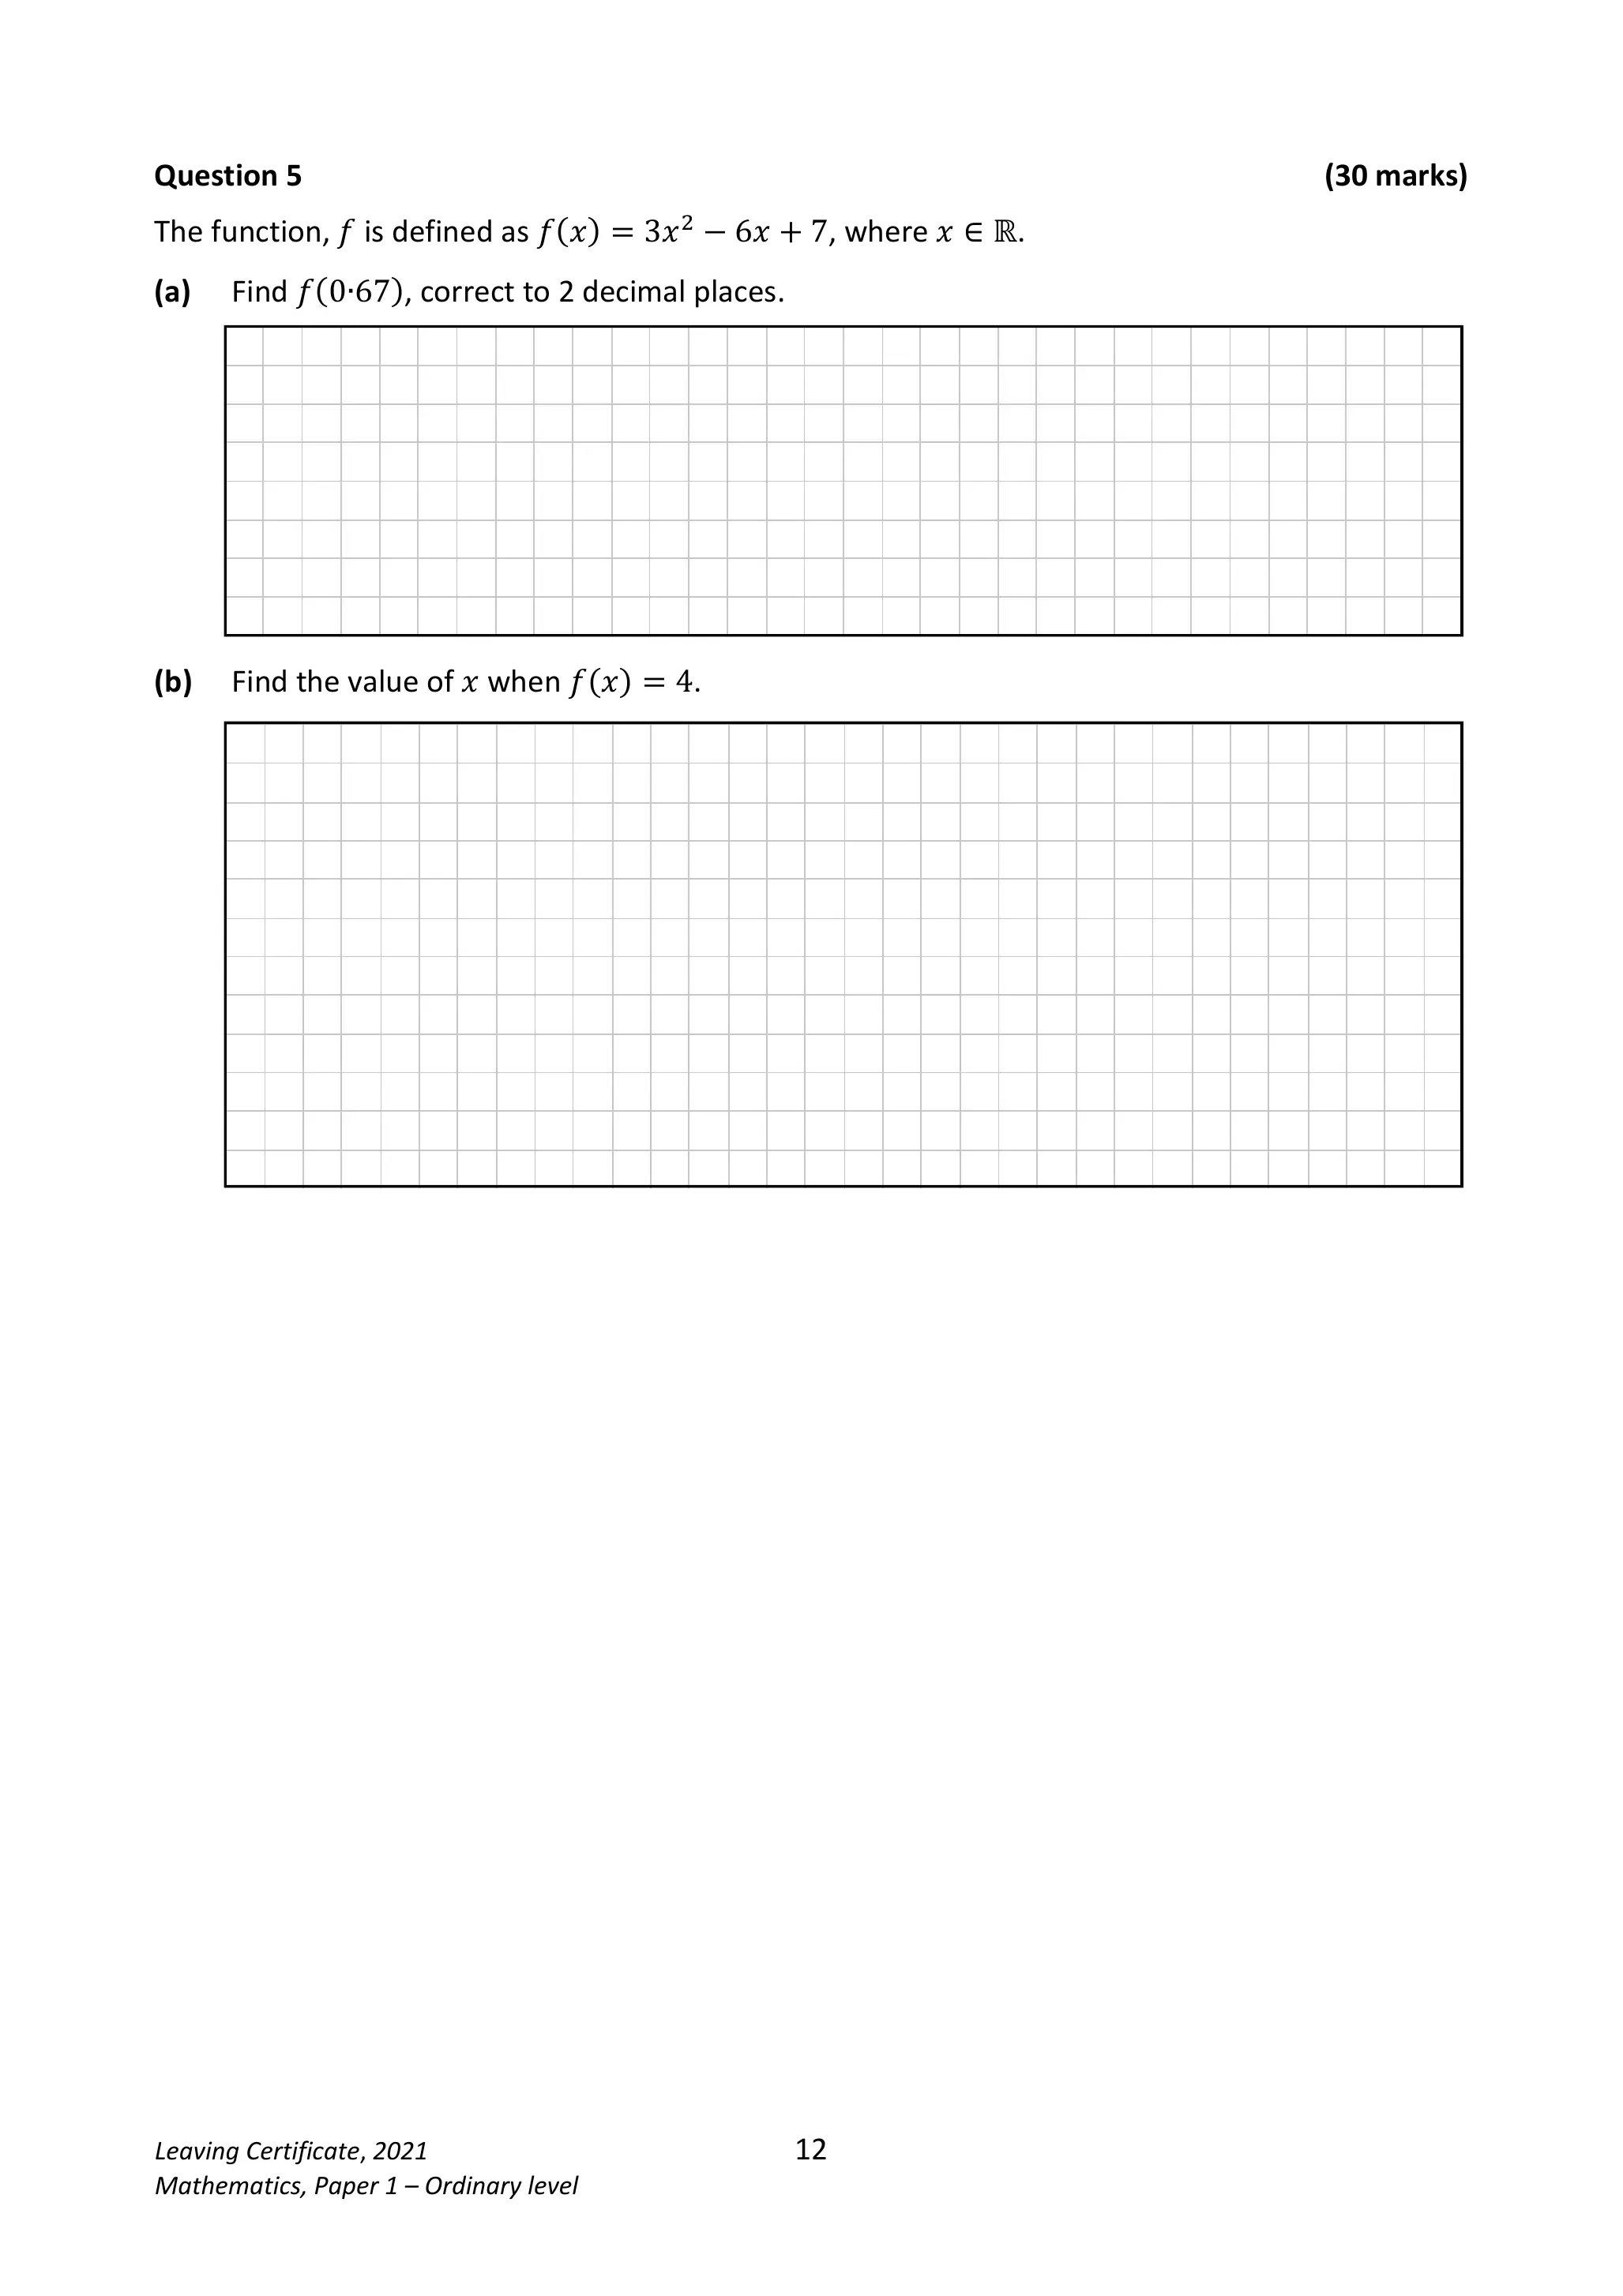 Question 5 (30 marks)
The function, f is defined as f(x) = 3x² − 6x + 7, where x ∈ ℝ.
(a) Find f(0·67), correct to 2 decimal places.
(b) Find the value of x when f(x) = 4.
Leaving Certificate, 2021 12
Mathematics, Paper 1 – Ordinary level